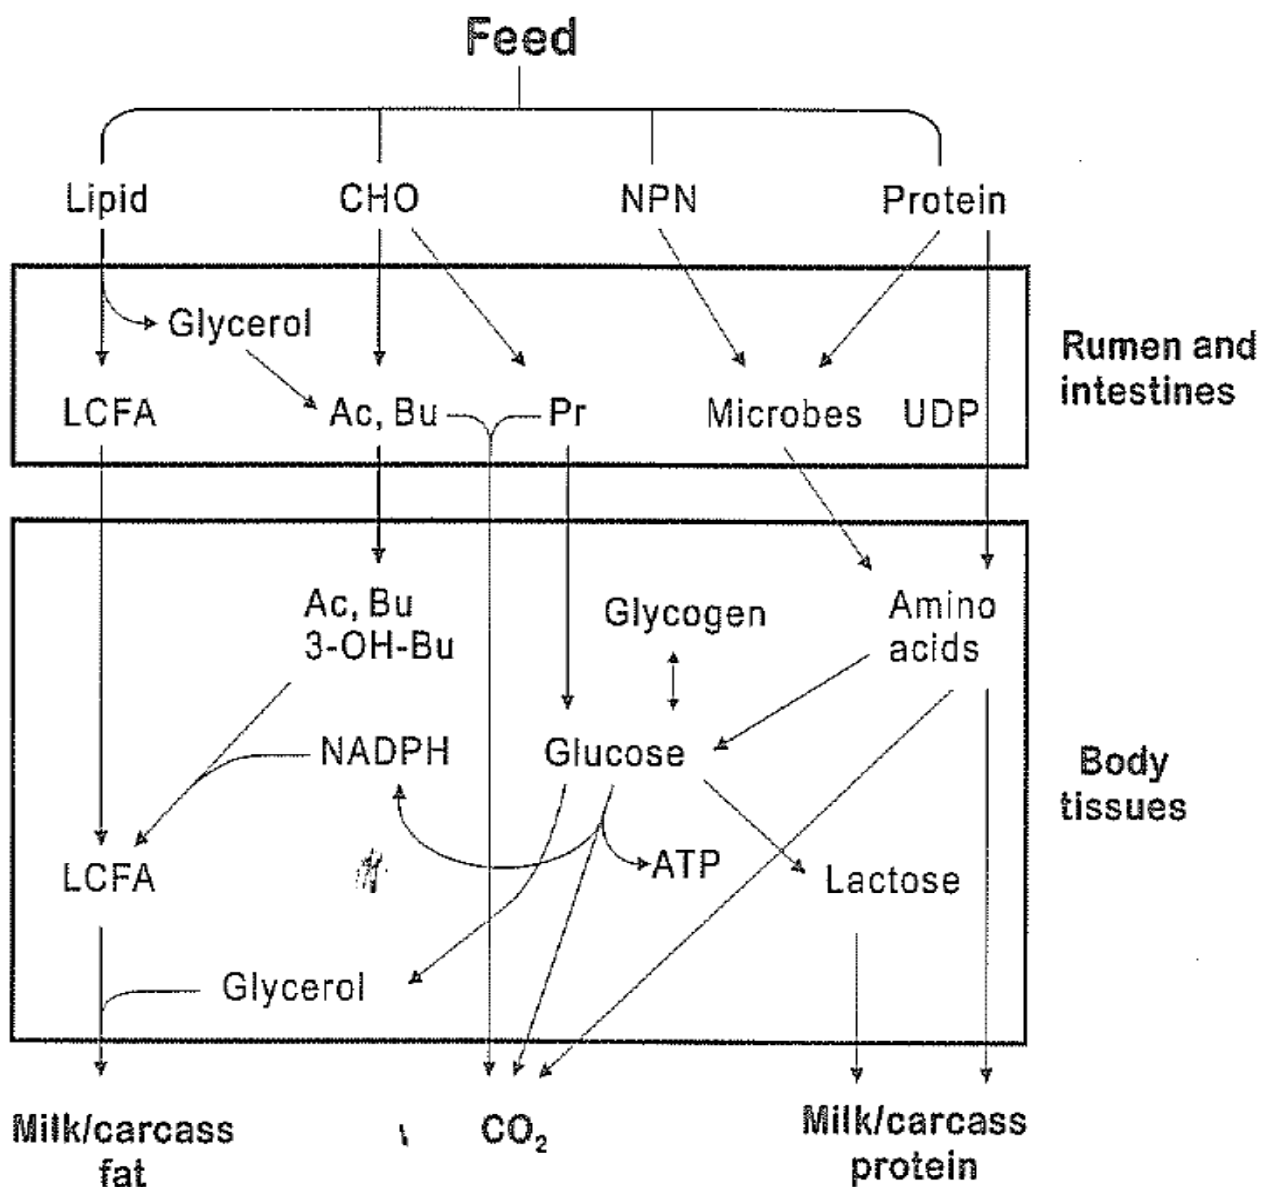 Feed
Lipid CHO NPN Protein
Glycerol
Rumen and
intestines
LCFA Ac, Bu Pr Microbes UDP
Ac, Bu
3-OH-Bu
Glycogen
Amino
acids
NADPH Glucose
Body
tissues
LCFA ATP Lactose
Glycerol
Milk/carcass
fat
CO₂
Milk/carcass
protein